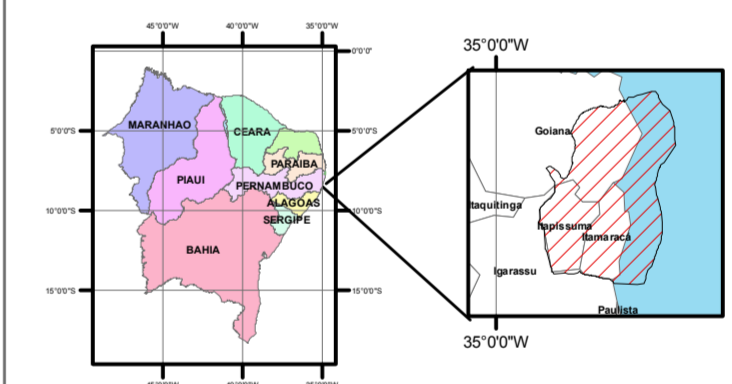 45°0'0"W 40°0'0"W 35°0'0"W
0°0'0"
MARANHAO
CEARA
5°0'0"S
5°0'0"S
PARAIBA
PIAUI
PERNAMBUCO
ALAGOAS
10°0'0"S
10°0'0"S
SERGIPE
BAHIA
15°0'0"S
15°0'0"S
35°0'0"W
Goiana
Itaquitinga
Itapissuma
Itamaracá
Igarassu
Paulista
35°0'0"W